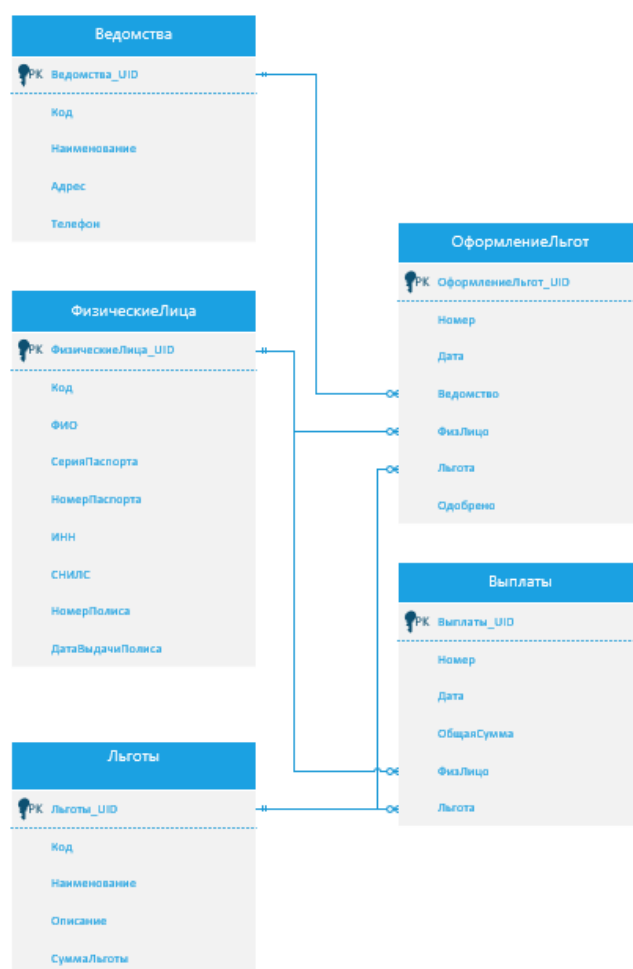 Ведомства
PK Ведомства_UID
Код
Наименование
Адрес
Телефон
ФизическиеЛица
PK ФизическиеЛица_UID
Код
ФИО
СерияПаспорта
НомерПаспорта
ИНН
СНИЛС
НомерПолиса
ДатаВыдачиПолиса
Льготы
PK Льготы_UID
Код
Наименование
Описание
СуммаЛьготы
ОформлениеЛьгот
PK ОформлениеЛьгот_UID
Номер
Дата
Ведомство
ФизЛицо
Льгота
Одобрено
Выплаты
PK Выплаты_UID
Номер
Дата
ОбщаяСумма
ФизЛицо
Льгота